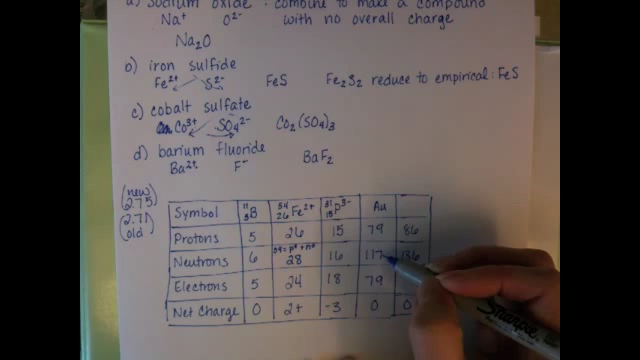 a) Sodium oxide : combine to make a compound
Na⁺ O²⁻ with no overall charge
Na₂O
b) iron sulfide
Fe²⁺ S²⁻ FeS Fe₂S₂ reduce to empirical: FeS
c) cobalt sulfate
Co³⁺ SO₄²⁻ Co₂(SO₄)₃
d) barium fluoride
Ba²⁺ F⁻ BaF₂
(new)
2.75
2.71
(old)
Symbol ¹¹₅B ⁵⁴₂₆Fe²⁺ ³¹₁₅P³⁻ Au
Protons 5 26 15 79 86
54 = p⁺ + n⁰
Neutrons 6 28 16 117 136
Electrons 5 24 18 79
Net Charge 0 2+ -3 0 0
Sharpie